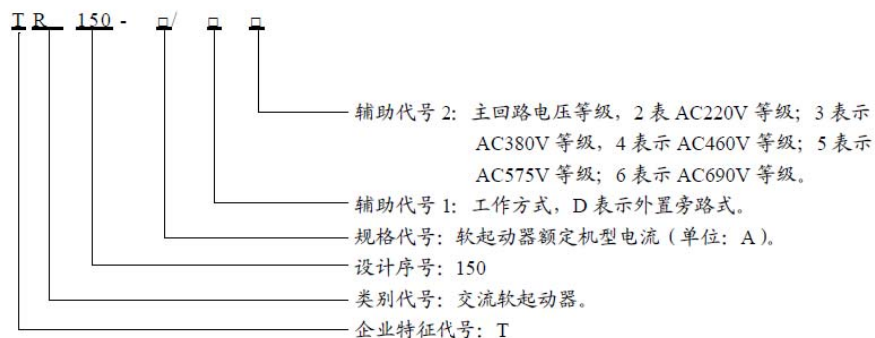 T R 150 - □/ □ □
辅助代号 2：主回路电压等级，2 表 AC220V 等级；3 表示
AC380V 等级，4 表示 AC460V 等级；5 表示
AC575V 等级；6 表示 AC690V 等级。
辅助代号 1：工作方式，D 表示外置旁路式。
规格代号：软起动器额定机型电流（单位：A）。
设计序号：150
类别代号：交流软起动器。
企业特征代号：T